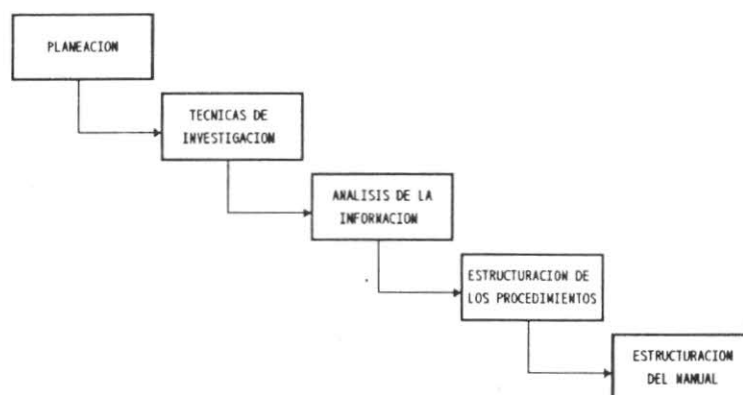 PLANEACION
TECNICAS DE
INVESTIGACION
ANALISIS DE LA
INFORMACION
ESTRUCTURACION DE
LOS PROCEDIMIENTOS
ESTRUCTURACION
DEL MANUAL